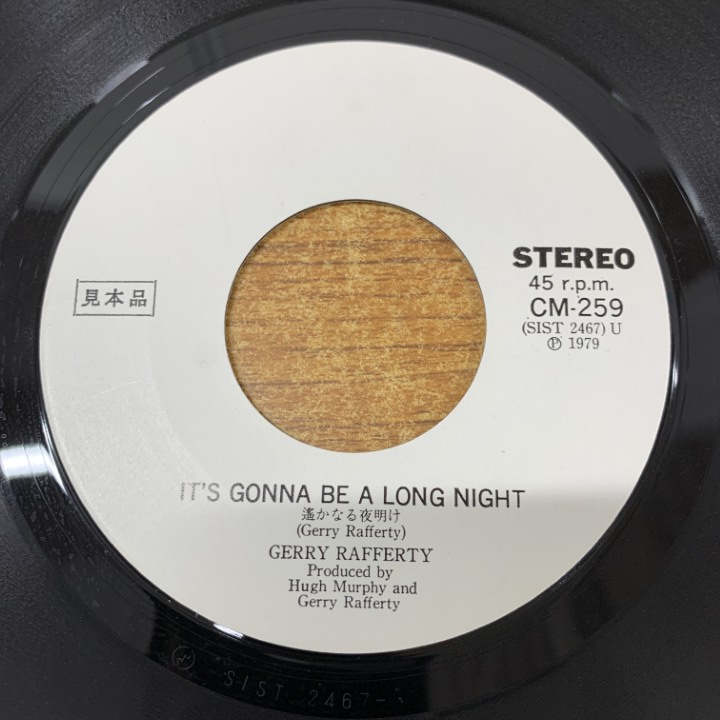 見本品
STEREO
45 r.p.m.
CM-259
(SIST 2467) U
Ⓟ 1979
IT'S GONNA BE A LONG NIGHT
遙かなる夜明け
(Gerry Rafferty)
GERRY RAFFERTY
Produced by
Hugh Murphy and
Gerry Rafferty
SIST 2467-